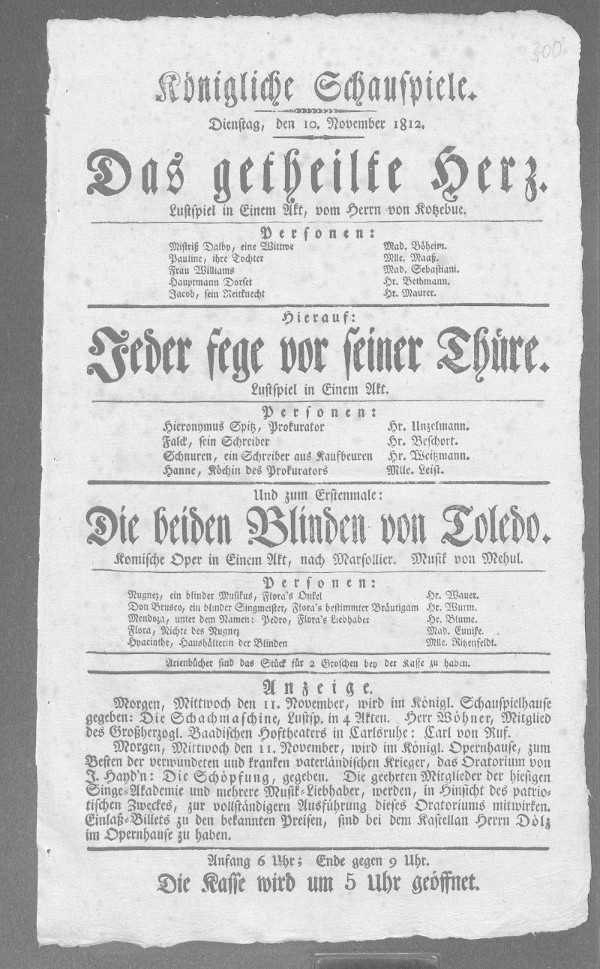 300.
Königliche Schauspiele.
Dienstag, den 10. November 1812.
Das getheilte Herz.
Lustspiel in Einem Akt, vom Herrn von Kotzebue.
Personen:
Mistriß Dalby, eine Wittwe Mad. Böheim.
Pauline, ihre Tochter Mlle. Maaß.
Frau Williams Mad. Sebastiani.
Hauptmann Dorset Hr. Bethmann.
Jacob, sein Reitknecht Hr. Maurer.
Hierauf:
Jeder fege vor seiner Thüre.
Lustspiel in Einem Akt.
Personen:
Hieronymus Spitz, Prokurator Hr. Unzelmann.
Falck, sein Schreiber Hr. Beschort.
Schnuren, ein Schreiber aus Kaufbeuren Hr. Weitzmann.
Hanne, Köchin des Prokurators Mlle. Leist.
Und zum Erstenmale:
Die beiden Blinden von Toledo.
Komische Oper in Einem Akt, nach Marsollier. Musik von Mehul.
Personen:
Nugnez, ein blinder Musikus, Flora's Onkel Hr. Wauer.
Don Brusco, ein blinder Singmeister, Flora's bestimmter Bräutigam Hr. Wurm.
Mendoza, unter dem Namen: Pedro, Flora's Liebhaber Hr. Blume.
Flora, Nichte des Nugnez Mad. Eunike.
Hyacinthe, Haushälterin der Blinden Mlle. Ritzenfeldt.
Arienbücher sind das Stück für 2 Groschen bey der Kasse zu haben.
Anzeige.
Morgen, Mittwoch den 11. November, wird im Königl. Schauspielhause
gegeben: Die Schachmaschine, Lustsp. in 4 Akten. Herr Wöhner, Mitglied
des Großherzogl. Baadischen Hoftheaters in Carlsruhe: Carl von Ruf.
Morgen, Mittwoch den 11. November, wird im Königl. Opernhause, zum
Besten der verwundeten und kranken vaterländischen Krieger, das Oratorium von
J. Hayd'n: Die Schöpfung, gegeben. Die geehrten Mitglieder der hiesigen
Singe-Akademie und mehrere Musik-Liebhaber, werden, in Hinsicht des patrio-
tischen Zweckes, zur vollständigern Ausführung dieses Oratoriums mitwirken.
Einlaß-Billets zu den bekannten Preisen, sind bei dem Kastellan Herrn Dölz
im Opernhause zu haben.
Anfang 6 Uhr; Ende gegen 9 Uhr.
Die Kasse wird um 5 Uhr geöffnet.